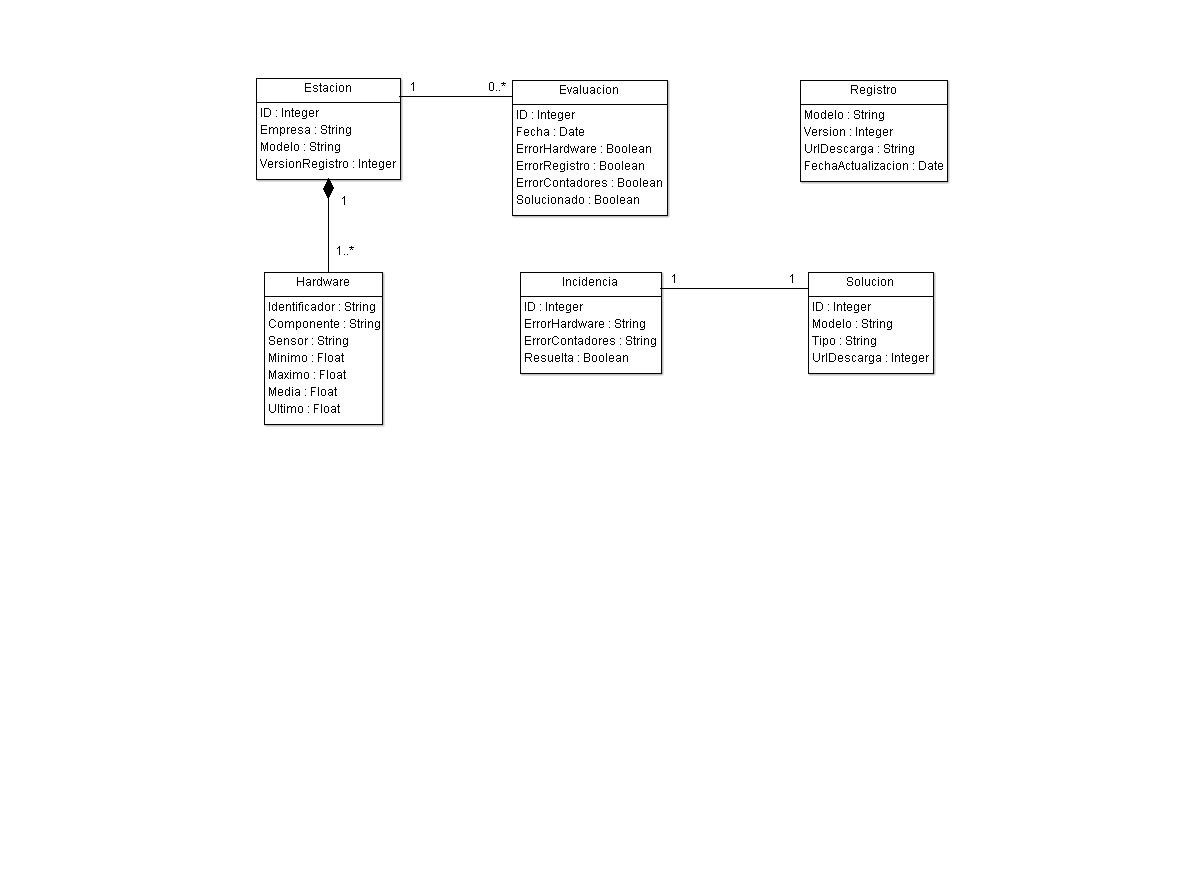 Estacion
ID : Integer
Empresa : String
Modelo : String
VersionRegistro : Integer
1
0..*
Evaluacion
ID : Integer
Fecha : Date
ErrorHardware : Boolean
ErrorRegistro : Boolean
ErrorContadores : Boolean
Solucionado : Boolean
Registro
Modelo : String
Version : Integer
UrlDescarga : String
FechaActualizacion : Date
1
1..*
Hardware
Identificador : String
Componente : String
Sensor : String
Minimo : Float
Maximo : Float
Media : Float
Ultimo : Float
Incidencia
ID : Integer
ErrorHardware : String
ErrorContadores : String
Resuelta : Boolean
1
1
Solucion
ID : Integer
Modelo : String
Tipo : String
UrlDescarga : Integer